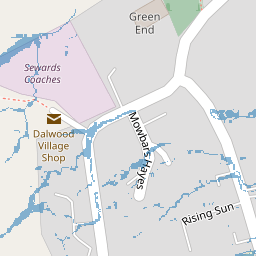 Green
End
Sewards
Coaches
Dalwood
Village
Shop
Mowbars Hayes
Rising Sun